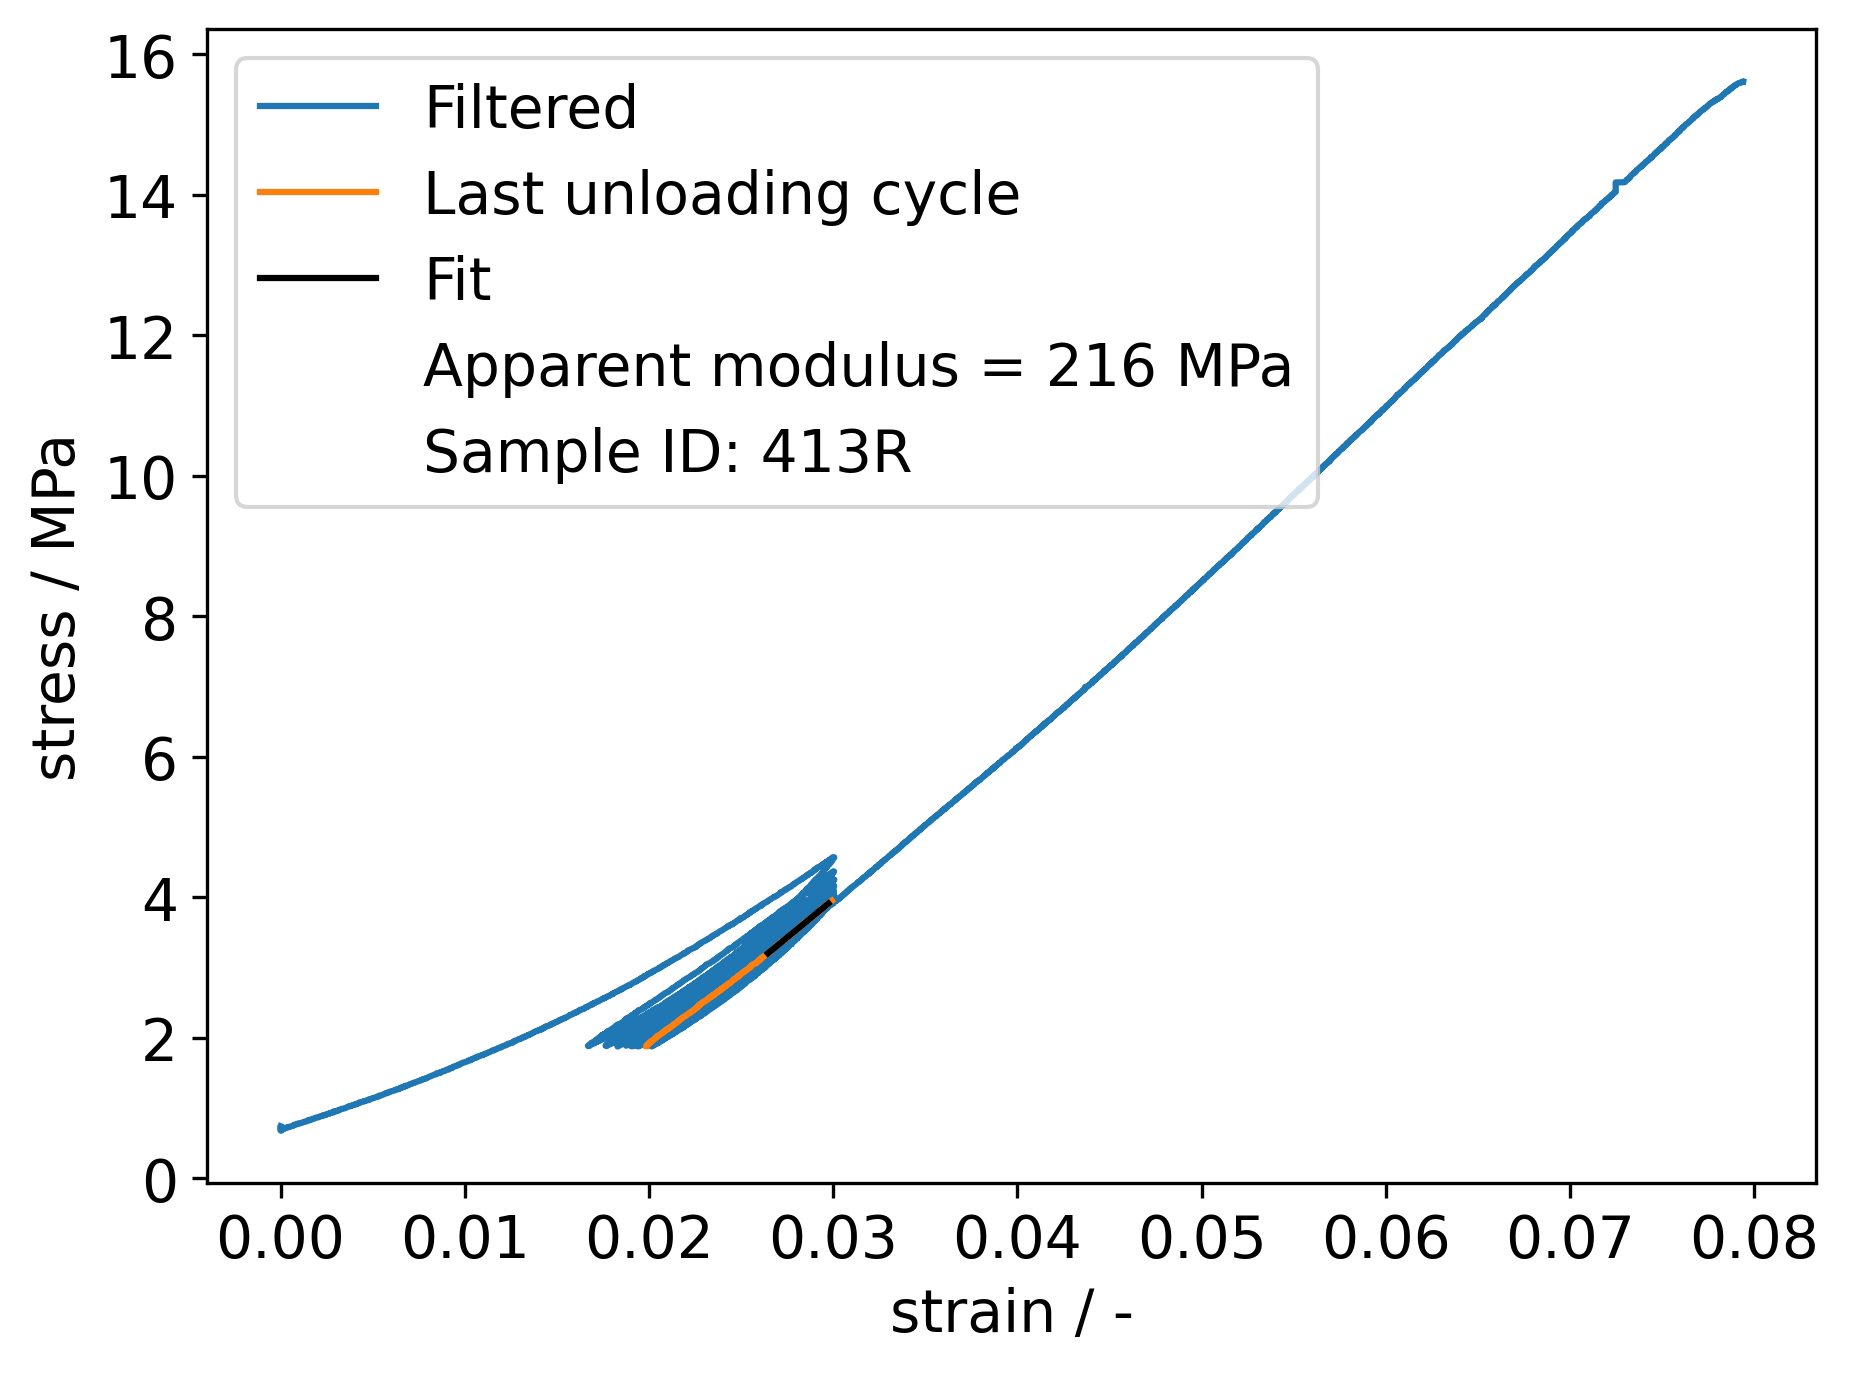 16
14
12
10
8
6
4
2
0
stress / MPa
Filtered
Last unloading cycle
Fit
Apparent modulus = 216 MPa
Sample ID: 413R
0.00 0.01 0.02 0.03 0.04 0.05 0.06 0.07 0.08
strain / -